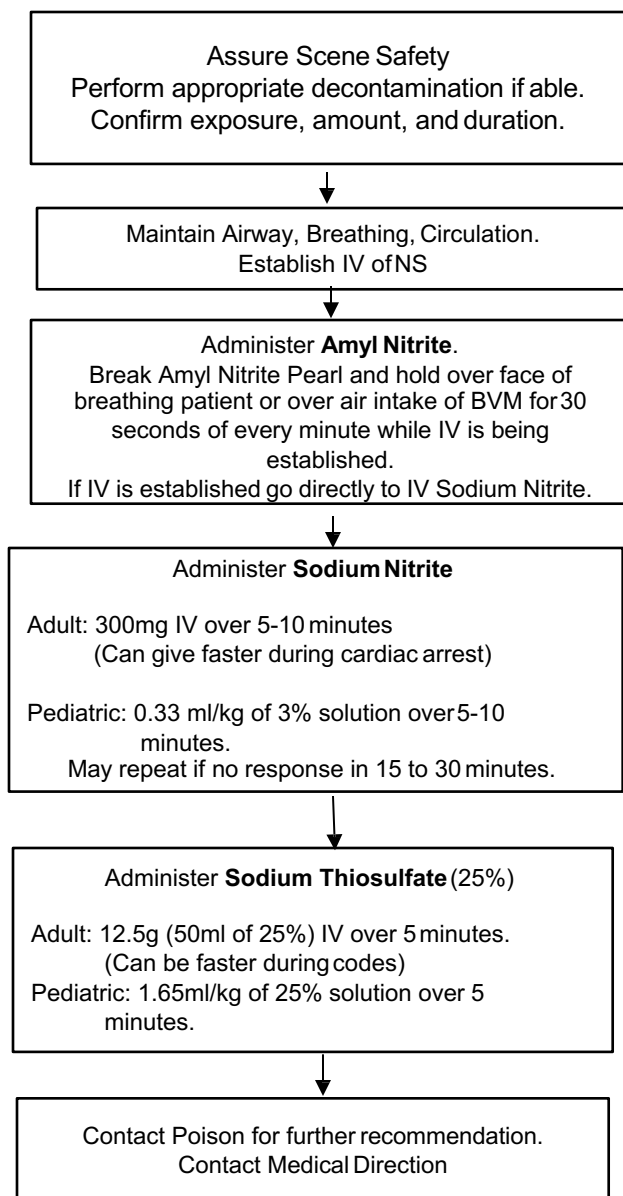 Assure Scene Safety
Perform appropriate decontamination if able.
Confirm exposure, amount, and duration.
Maintain Airway, Breathing, Circulation.
Establish IV of NS
Administer Amyl Nitrite.
Break Amyl Nitrite Pearl and hold over face of
breathing patient or over air intake of BVM for 30
seconds of every minute while IV is being
established.
If IV is established go directly to IV Sodium Nitrite.
Administer Sodium Nitrite
Adult: 300mg IV over 5-10 minutes
(Can give faster during cardiac arrest)
Pediatric: 0.33 ml/kg of 3% solution over 5-10
minutes.
May repeat if no response in 15 to 30 minutes.
Administer Sodium Thiosulfate (25%)
Adult: 12.5g (50ml of 25%) IV over 5 minutes.
(Can be faster during codes)
Pediatric: 1.65ml/kg of 25% solution over 5
minutes.
Contact Poison for further recommendation.
Contact Medical Direction